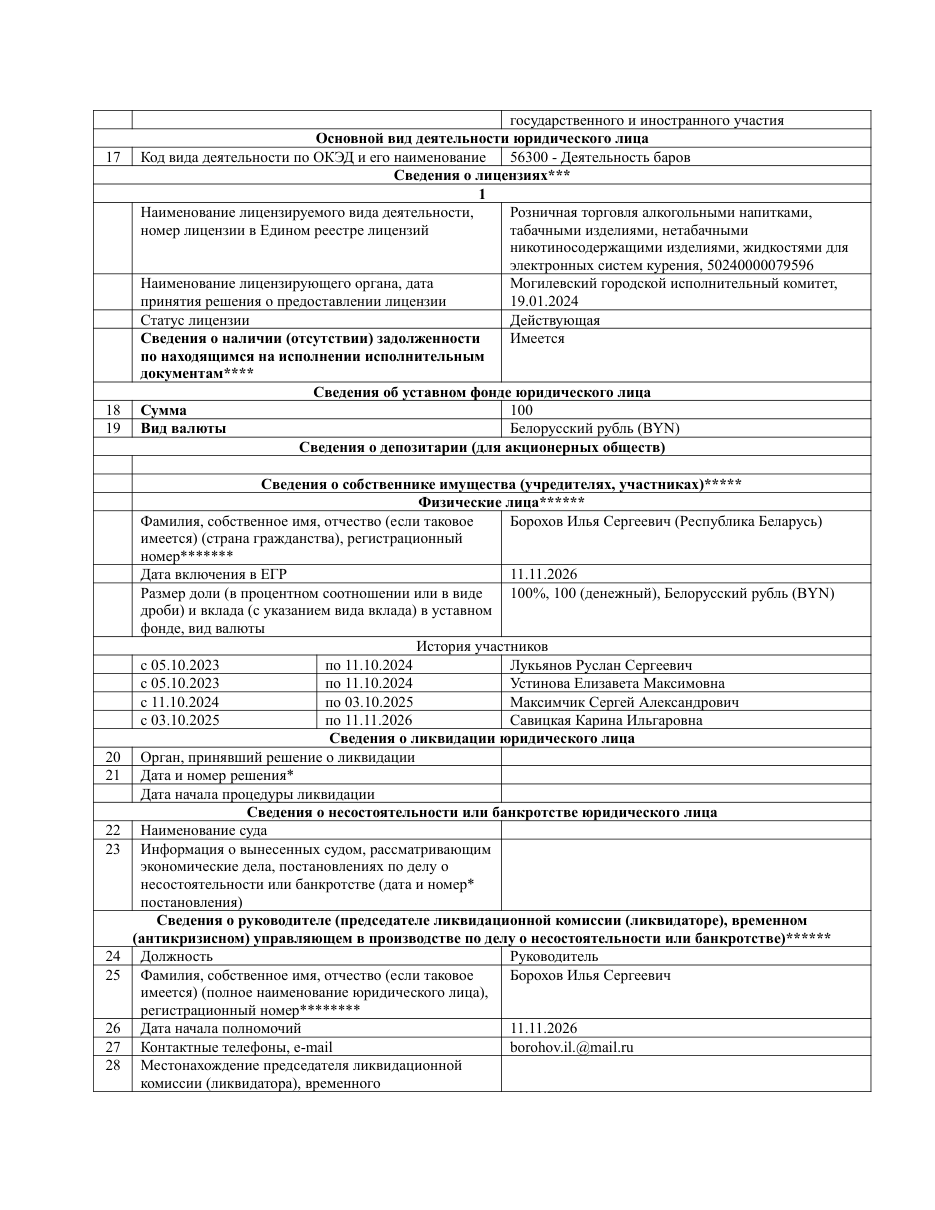 государственного и иностранного участия
Основной вид деятельности юридического лица
17 Код вида деятельности по ОКЭД и его наименование 56300 - Деятельность баров
Сведения о лицензиях***
1
Наименование лицензируемого вида деятельности,
номер лицензии в Едином реестре лицензий
Розничная торговля алкогольными напитками,
табачными изделиями, нетабачными
никотиносодержащими изделиями, жидкостями для
электронных систем курения, 50240000079596
Наименование лицензирующего органа, дата
принятия решения о предоставлении лицензии
Могилевский городской исполнительный комитет,
19.01.2024
Статус лицензии Действующая
Сведения о наличии (отсутствии) задолженности
по находящимся на исполнении исполнительным
документам****
Имеется
Сведения об уставном фонде юридического лица
18 Сумма 100
19 Вид валюты Белорусский рубль (BYN)
Сведения о депозитарии (для акционерных обществ)
Сведения о собственнике имущества (учредителях, участниках)*****
Физические лица******
Фамилия, собственное имя, отчество (если таковое
имеется) (страна гражданства), регистрационный
номер*******
Борохов Илья Сергеевич (Республика Беларусь)
Дата включения в ЕГР 11.11.2026
Размер доли (в процентном соотношении или в виде
дроби) и вклада (с указанием вида вклада) в уставном
фонде, вид валюты
100%, 100 (денежный), Белорусский рубль (BYN)
История участников
с 05.10.2023 по 11.10.2024 Лукьянов Руслан Сергеевич
с 05.10.2023 по 11.10.2024 Устинова Елизавета Максимовна
с 11.10.2024 по 03.10.2025 Максимчик Сергей Александрович
с 03.10.2025 по 11.11.2026 Савицкая Карина Ильгаровна
Сведения о ликвидации юридического лица
20 Орган, принявший решение о ликвидации
21 Дата и номер решения*
Дата начала процедуры ликвидации
Сведения о несостоятельности или банкротстве юридического лица
22 Наименование суда
23 Информация о вынесенных судом, рассматривающим
экономические дела, постановлениях по делу о
несостоятельности или банкротстве (дата и номер*
постановления)
Сведения о руководителе (председателе ликвидационной комиссии (ликвидаторе), временном
(антикризисном) управляющем в производстве по делу о несостоятельности или банкротстве)******
24 Должность Руководитель
25 Фамилия, собственное имя, отчество (если таковое
имеется) (полное наименование юридического лица),
регистрационный номер********
Борохов Илья Сергеевич
26 Дата начала полномочий 11.11.2026
27 Контактные телефоны, e-mail borohov.il.@mail.ru
28 Местонахождение председателя ликвидационной
комиссии (ликвидатора), временного